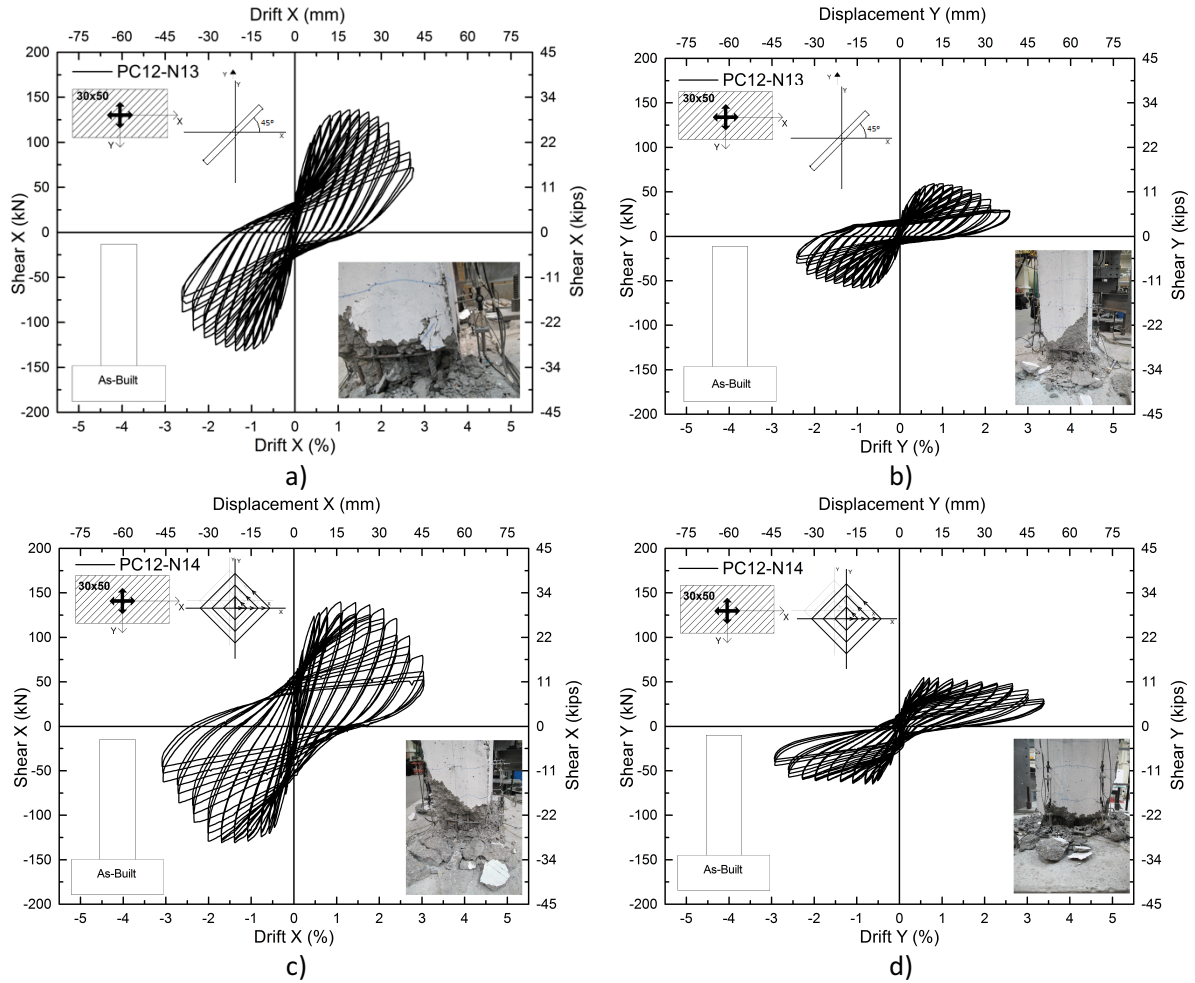 Drift X (mm)
-75 -60 -45 -30 -15 0 15 30 45 60 75
200 150 100 50 0 -50 -100 -150 -200
Shear X (kN)
PC12-N13
30x50
X
Y
Y
X
45º
As-Built
45 34 22 11 0 -11 -22 -34 -45
Shear X (kips)
-5 -4 -3 -2 -1 0 1 2 3 4 5
Drift X (%)
a)
Displacement Y (mm)
-75 -60 -45 -30 -15 0 15 30 45 60 75
200 150 100 50 0 -50 -100 -150 -200
Shear Y (kN)
PC12-N13
30x50
X
Y
Y
Y
X
45º
As-Built
45 34 22 11 0 -11 -22 -34 -45
Shear Y (kips)
-5 -4 -3 -2 -1 0 1 2 3 4 5
Drift Y (%)
b)
Displacement X (mm)
-75 -60 -45 -30 -15 0 15 30 45 60 75
200 150 100 50 0 -50 -100 -150 -200
Shear X (kN)
PC12-N14
30x50
X
Y
Y
X
As-Built
45 34 22 11 0 -11 -22 -34 -45
Shear X (kips)
-5 -4 -3 -2 -1 0 1 2 3 4 5
Drift X (%)
c)
Displacement Y (mm)
-75 -60 -45 -30 -15 0 15 30 45 60 75
200 150 100 50 0 -50 -100 -150 -200
Shear Y (kN)
PC12-N14
30x50
X
Y
Y
X
As-Built
45 34 22 11 0 -11 -22 -34 -45
Shear Y (kips)
-5 -4 -3 -2 -1 0 1 2 3 4 5
Drift Y (%)
d)